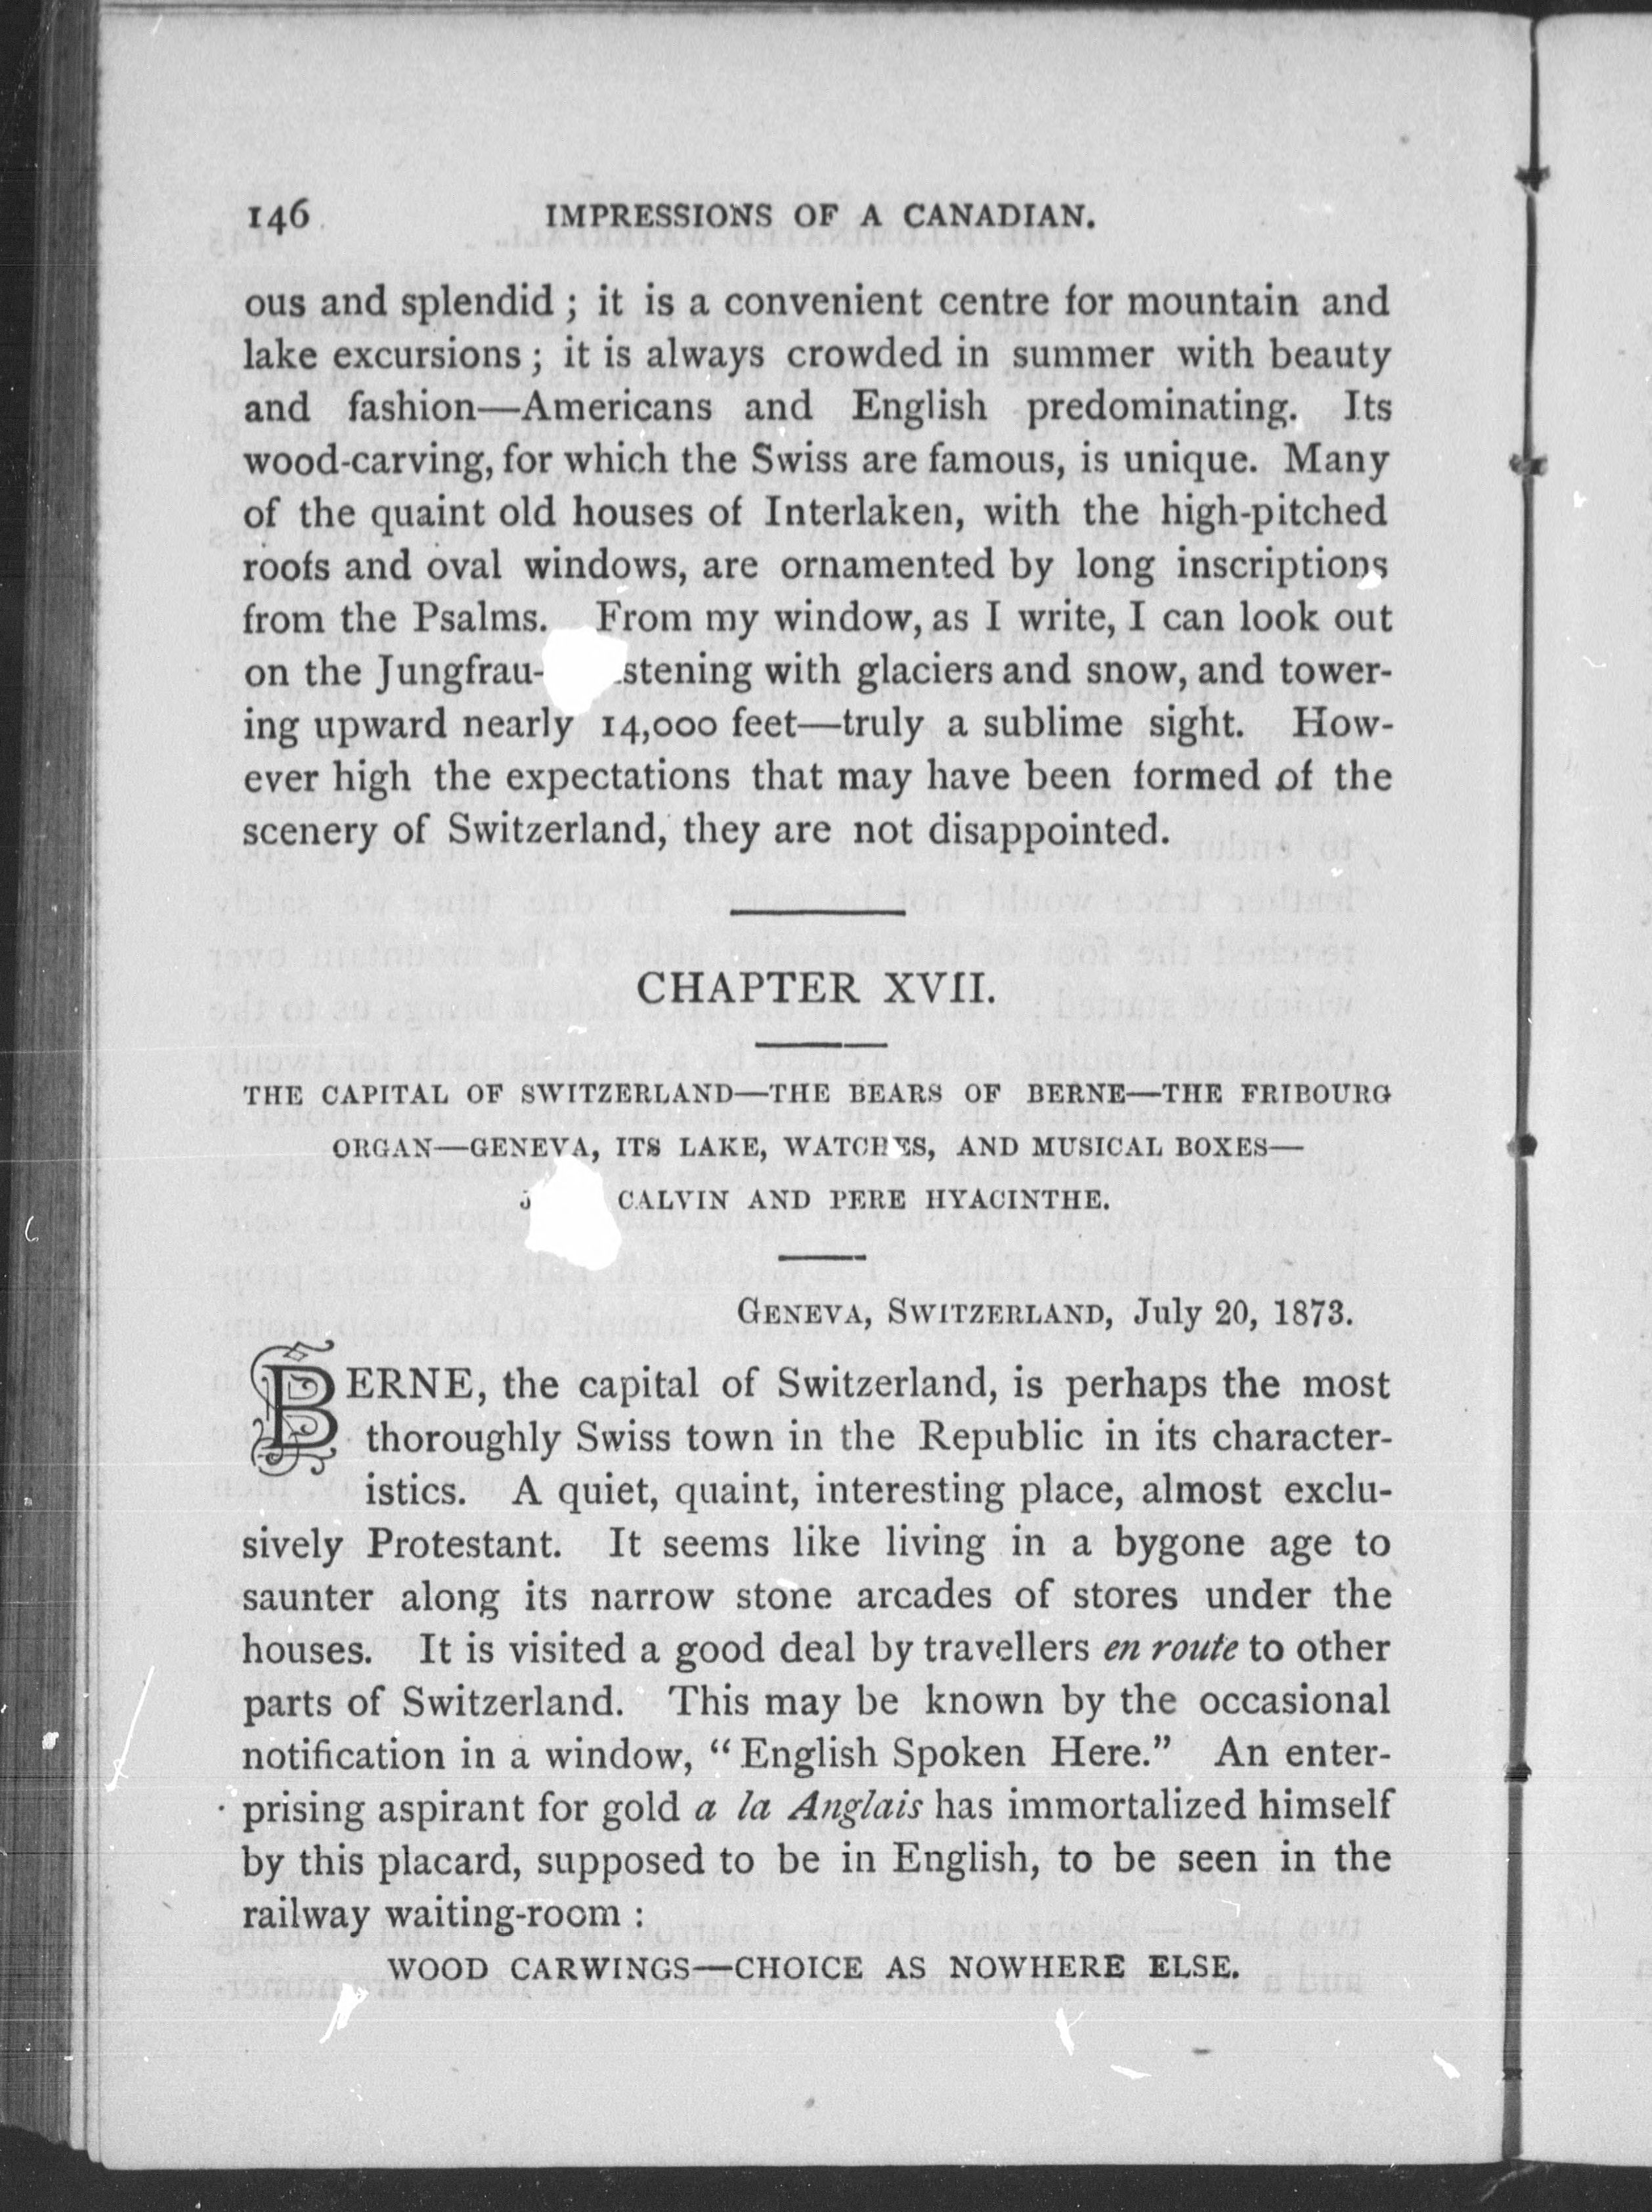 146 IMPRESSIONS OF A CANADIAN.
ous and splendid ; it is a convenient centre for mountain and
lake excursions ; it is always crowded in summer with beauty
and fashion—Americans and English predominating. Its
wood-carving, for which the Swiss are famous, is unique. Many
of the quaint old houses of Interlaken, with the high-pitched
roofs and oval windows, are ornamented by long inscriptions
from the Psalms. From my window, as I write, I can look out
on the Jungfrau- stening with glaciers and snow, and tower-
ing upward nearly 14,000 feet—truly a sublime sight. How-
ever high the expectations that may have been formed of the
scenery of Switzerland, they are not disappointed.
CHAPTER XVII.
THE CAPITAL OF SWITZERLAND—THE BEARS OF BERNE—THE FRIBOURG
ORGAN—GENEVA, ITS LAKE, WATCHES, AND MUSICAL BOXES—
CALVIN AND PERE HYACINTHE.
GENEVA, SWITZERLAND, July 20, 1873.
BERNE, the capital of Switzerland, is perhaps the most
thoroughly Swiss town in the Republic in its character-
istics. A quiet, quaint, interesting place, almost exclu-
sively Protestant. It seems like living in a bygone age to
saunter along its narrow stone arcades of stores under the
houses. It is visited a good deal by travellers en route to other
parts of Switzerland. This may be known by the occasional
notification in a window, “ English Spoken Here.” An enter-
prising aspirant for gold a la Anglais has immortalized himself
by this placard, supposed to be in English, to be seen in the
railway waiting-room :
WOOD CARWINGS—CHOICE AS NOWHERE ELSE.